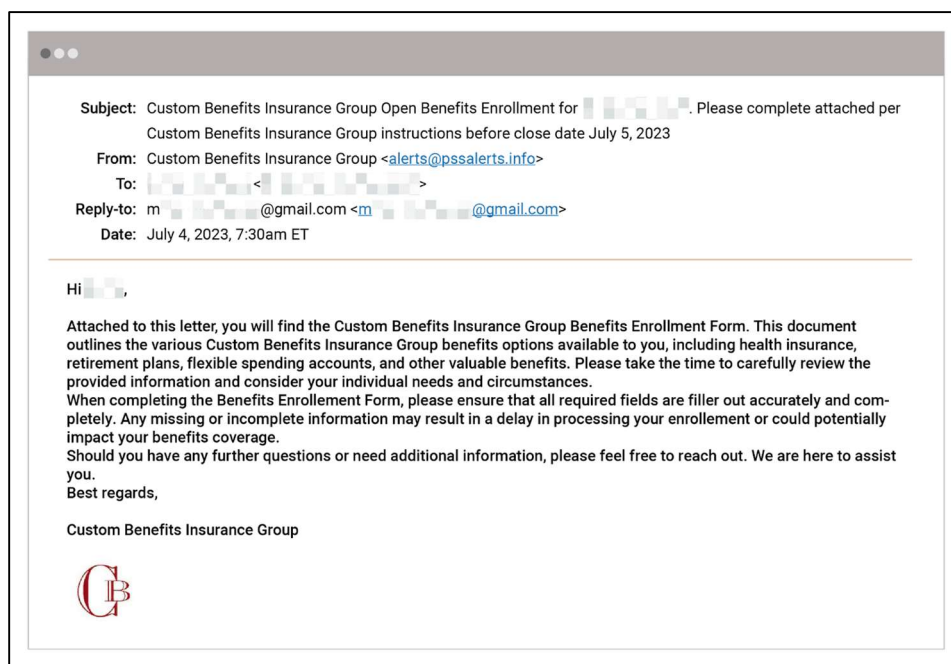 Subject: Custom Benefits Insurance Group Open Benefits Enrollment for . Please complete attached per
Custom Benefits Insurance Group instructions before close date July 5, 2023
From: Custom Benefits Insurance Group <alerts@pssalerts.info>
To: < >
Reply-to: m @gmail.com <m @gmail.com>
Date: July 4, 2023, 7:30am ET
Hi ,
Attached to this letter, you will find the Custom Benefits Insurance Group Benefits Enrollment Form. This document
outlines the various Custom Benefits Insurance Group benefits options available to you, including health insurance,
retirement plans, flexible spending accounts, and other valuable benefits. Please take the time to carefully review the
provided information and consider your individual needs and circumstances.
When completing the Benefits Enrollement Form, please ensure that all required fields are filler out accurately and com-
pletely. Any missing or incomplete information may result in a delay in processing your enrollement or could potentially
impact your benefits coverage.
Should you have any further questions or need additional information, please feel free to reach out. We are here to assist
you.
Best regards,
Custom Benefits Insurance Group
CB